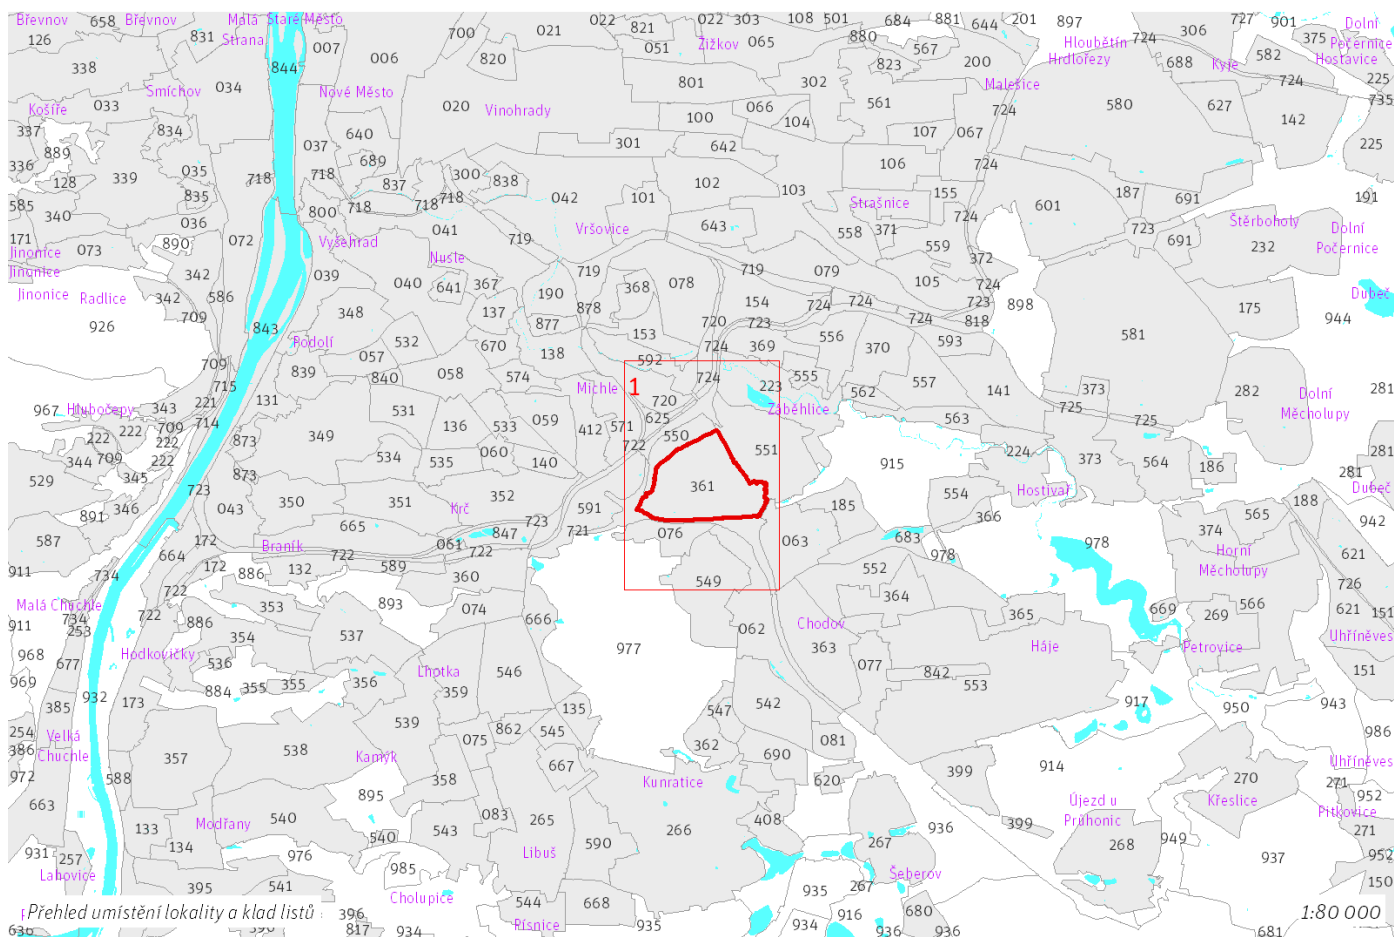 Břevnov 658 Břevnov Malá Staré Město 022 822 303 108 501 684 881 644 201 897 727 901 Dolní
126 831 Strana 007 700 021 821 051 Žižkov 065 880 567 Hloubětín 724 306 375 Počernice
338 034 844 006 820 801 302 823 200 Hrdlořezy 688 Kyje 582 Hostavice
Smíchov Nové Město Malešice 724 225
Košíře 033 020 Vinohrady 066 561 724 580 627 735
337 834 640 037 100 104 107 067 142
889 689 301 642 106 724 225
336 339 035 718 718 837 300 838 102 103 155 187 691 191
128 835 042 101 Strašnice 601
585 340 036 800 718 718 718 643 558 371 724 723 Štěrboholy Dolní
171 073 890 072 Vyšehrad 041 719 Vršovice 559 691 232 Počernice
Jinonice Nusle 372
Jinonice 342 039 040 641 367 719 368 078 719 079 105 724
Jinonice Radlice 342 586 190 878 154 724 724 723 898 175 Dubeč
926 709 843 348 137 877 153 720 723 724 818 944
Podolí 532 670 138 724 369 556 370 593 581
709 839 057 840 058 574 592 555
715 Michle 1 724 223 562 557 141 373 282 Dolní 281
967 Hlubočepy 343 221 131 531 136 533 059 720 Záběhlice 563 725 725 Měcholupy
222 222 709 714 349 412 571 625
222 873 722 550 551
344 709 222 534 535 060 140 915 224 373 564 186 281
529 345 873 361 281
891 346 723 043 350 351 Krč 352 591 185 554 Hostivař 188 Dubeč
587 665 723 721 076 063 366 374 565 942
172 Braník 722 061 847 683 978 978 Horní 621
664 722 589 549 552 Měcholupy 726
911 734 172 886 132 360
Malá Chuchle 722 353 893 074 666 364 365 669 269 566 621 151
734 722 886 062 Chodov
911 253 354 537 977 363 Háje Petrovice Uhříněves
968 677 Hodkovičky 536 Lhotka 546 077 842 151
969 932 884 355 355 356 359 553
385 173 135 547 542 917 950 943
254 Velká 539 862 545 081 986
386 Chuchle 357 538 Kamýk 075 362 690
972 588 358 667 Kunratice 620 399 914 270 Uhříněves
663 895 271 952
133 Modřany 540 083 265 Újezd u Křeslice Pitkovice
540 543 590 266 408 936 399 Průhonic 271
931 257 134 976 Libuš 267 268 949 937 952
Lahovice 985 Šeberov 150
395 541 Cholupice 544 668 935 267
Přehled umístění lokality a klad listů 396 916 680 1:80 000
636 817 934 Písnice 935 934 936 936 681